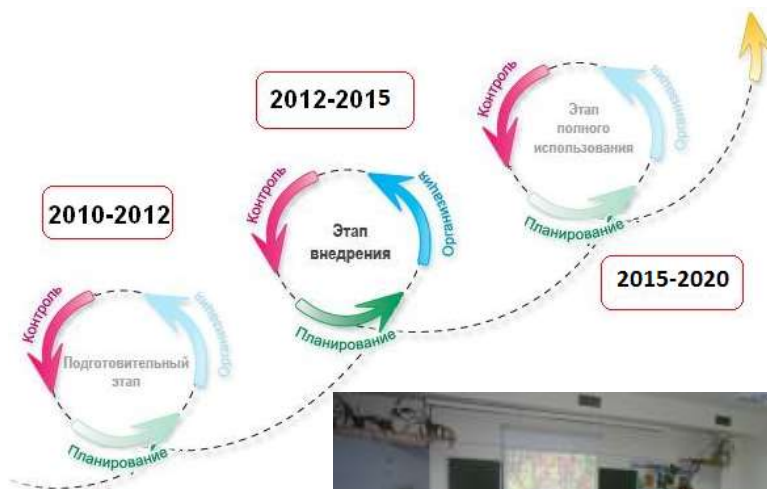 2010-2012
Контроль
Организация
Подготовительный
этап
Планирование
2012-2015
Контроль
Организация
Этап
внедрения
Планирование
Контроль
Организация
Этап
полного
использования
Планирование
2015-2020